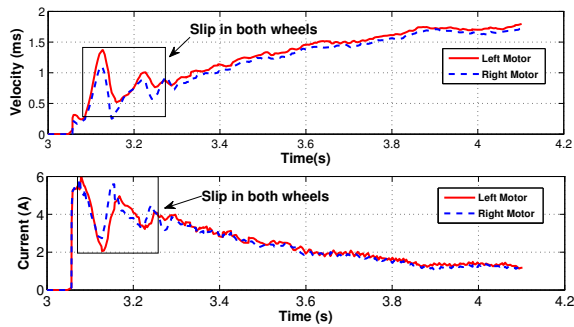 Slip in both wheels
Velocity (ms)
2
1.5
1
0.5
0
Left Motor
Right Motor
3 3.2 3.4 3.6 3.8 4 4.2
Time(s)
Slip in both wheels
Current (A)
6
4
2
0
Left Motor
Right Motor
3 3.2 3.4 3.6 3.8 4 4.2
Time (s)